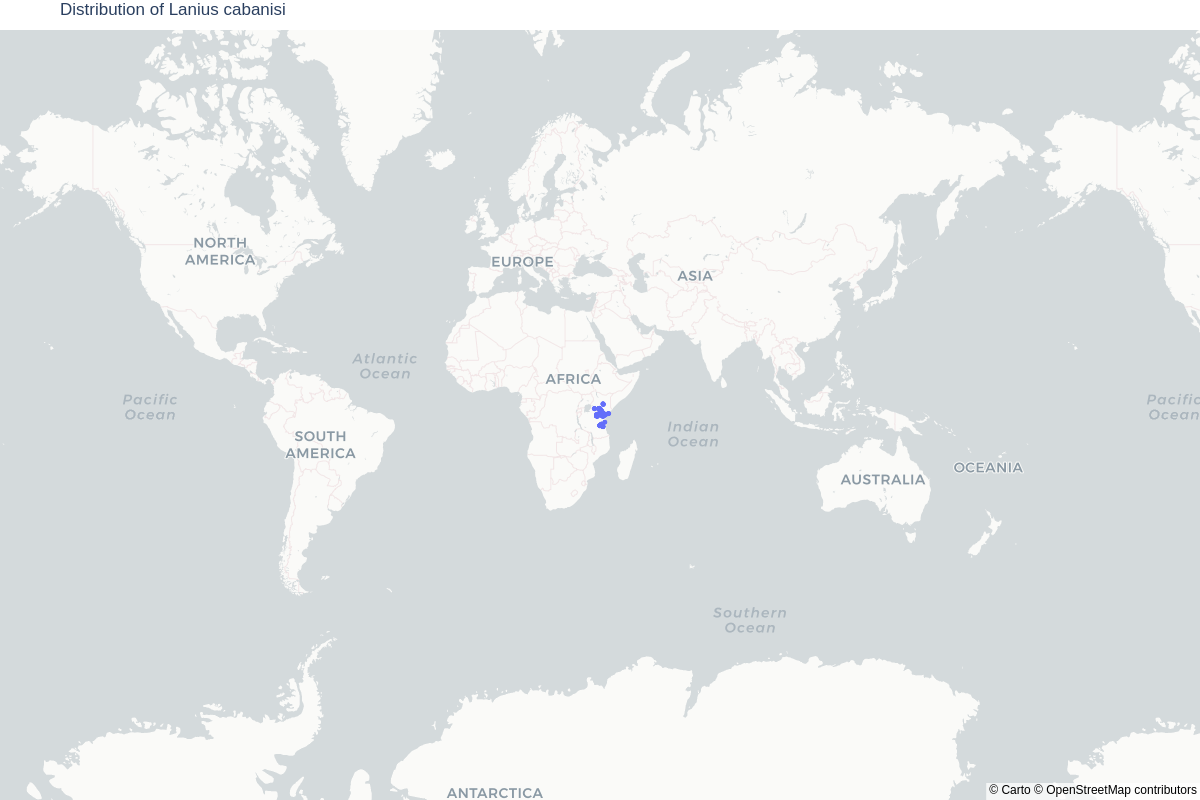 Distribution of Lanius cabanisi
NORTH
AMERICA
EUROPE
ASIA
Atlantic
Ocean
AFRICA
Pacific
Ocean
Pacific
Ocean
Indian
Ocean
SOUTH
AMERICA
OCEANIA
AUSTRALIA
Southern
Ocean
ANTARCTICA
© Carto © OpenStreetMap contributors